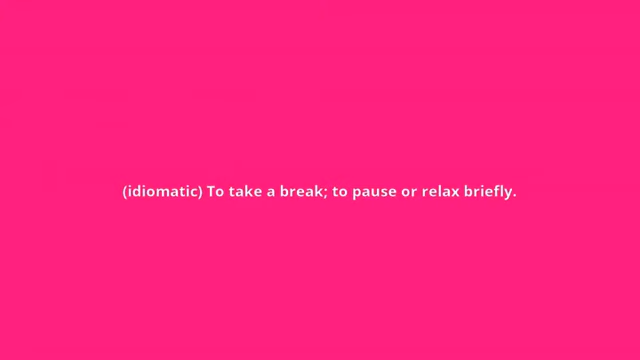 (idiomatic) To take a break; to pause or relax briefly.